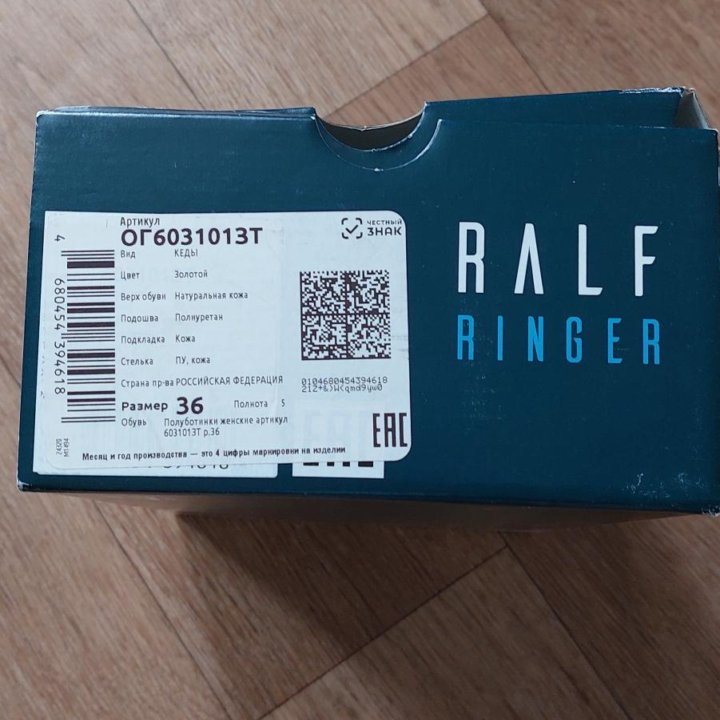 Артикул
ОГ6031013Т
ЧЕСТНЫЙ
ЗНАК
Вид КЕДЫ
Цвет Золотой
Верх обуви Натуральная кожа
Подошва Полиуретан
Подкладка Кожа
Стелька ПУ, кожа
Страна пр-ва РОССИЙСКАЯ ФЕДЕРАЦИЯ
Размер 36 Полнота 5
Обувь Полуботинки женские артикул
6031013Т р.36
Месяц и год производства — это 4 цифры маркировки на изделии
4 680454 394618
0104680454394618
EAC
RALF
RINGER